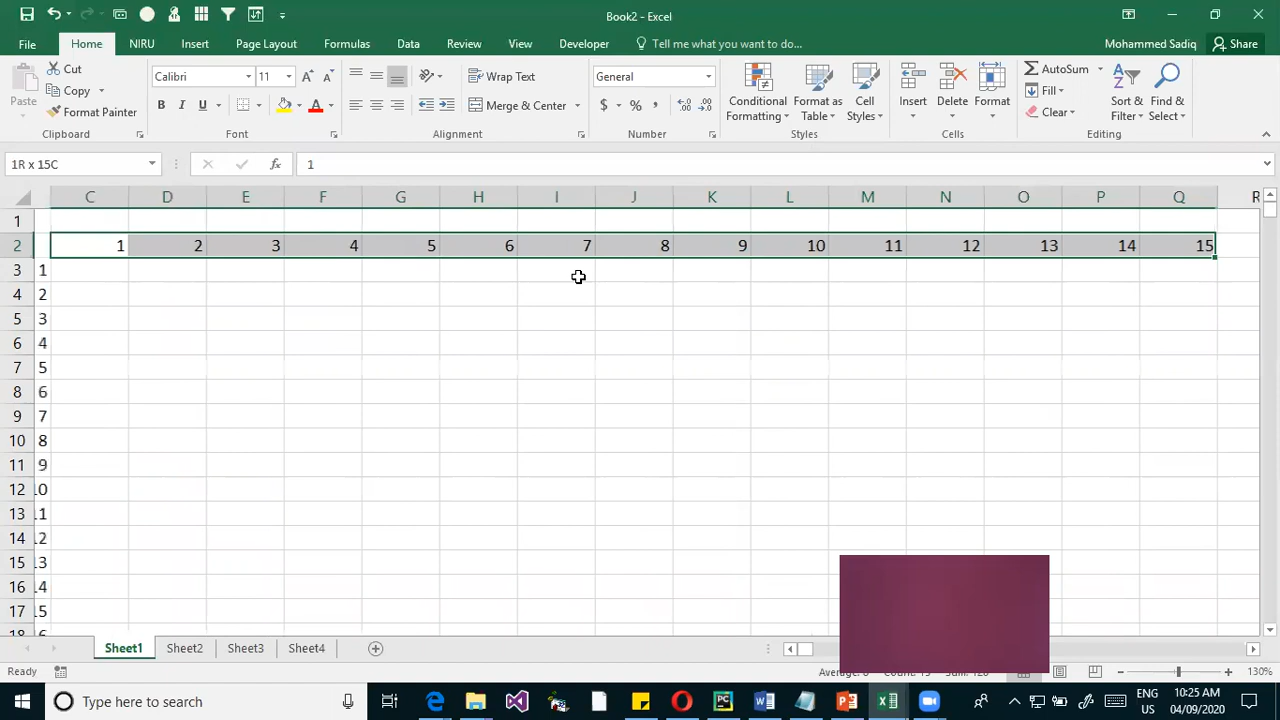 Book2 - Excel
File Home NIRU Insert Page Layout Formulas Data Review View Developer Tell me what you want to do... Mohammed Sadiq Share
Paste Cut Copy Format Painter Clipboard
Calibri 11 B I U Font
Wrap Text Merge & Center Alignment
General $ % , Number
Conditional Formatting Format as Table Cell Styles Styles
Insert Delete Format Cells
AutoSum Fill Clear Sort & Filter Find & Select Editing
1R x 15C fx 1
C D E F G H I J K L M N O P Q R
1
2 1 2 3 4 5 6 7 8 9 10 11 12 13 14 15
3 1
4 2
5 3
6 4
7 5
8 6
9 7
10 8
11 9
12 10
13 11
14 12
15 13
16 14
17 15
18
Sheet1 Sheet2 Sheet3 Sheet4
Ready 130%
Type here to search ENG US 10:25 AM 04/09/2020